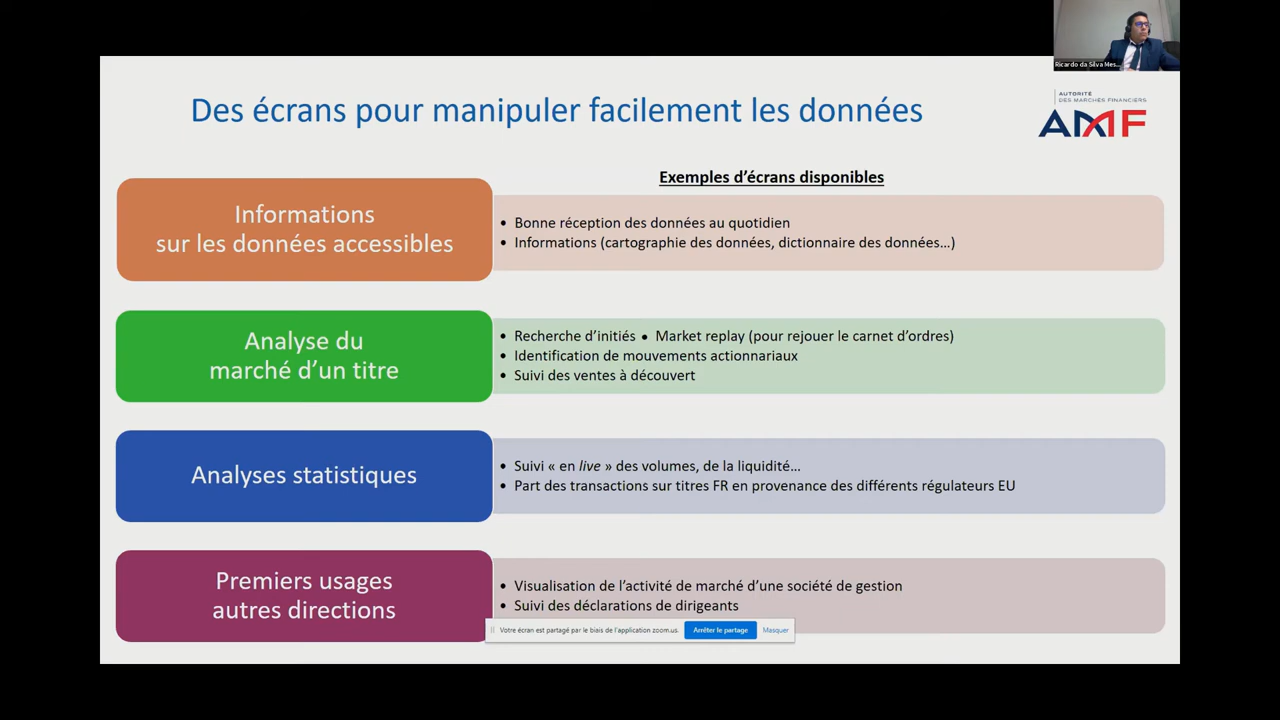 Ricardo da Silva Mes...
Des écrans pour manipuler facilement les données
AUTORITÉ
DES MARCHÉS FINANCIERS
AMF
Exemples d’écrans disponibles
Informations
sur les données accessibles
• Bonne réception des données au quotidien
• Informations (cartographie des données, dictionnaire des données…)
Analyse du
marché d’un titre
• Recherche d’initiés • Market replay (pour rejouer le carnet d’ordres)
• Identification de mouvements actionnariaux
• Suivi des ventes à découvert
Analyses statistiques
• Suivi « en live » des volumes, de la liquidité…
• Part des transactions sur titres FR en provenance des différents régulateurs EU
Premiers usages
autres directions
• Visualisation de l’activité de marché d’une société de gestion
• Suivi des déclarations de dirigeants
Votre écran est partagé par le biais de l’application zoom.us. Arrêter le partage Masquer